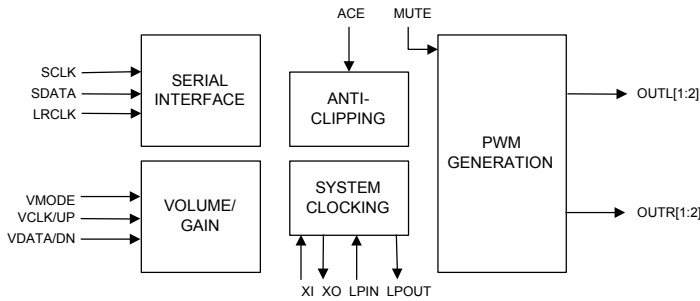 ACE
MUTE
SCLK
SDATA
LRCLK
SERIAL
INTERFACE
ANTI-
CLIPPING
PWM
GENERATION
OUTL[1:2]
OUTR[1:2]
VMODE
VCLK/UP
VDATA/DN
VOLUME/
GAIN
SYSTEM
CLOCKING
XI XO LPIN LPOUT